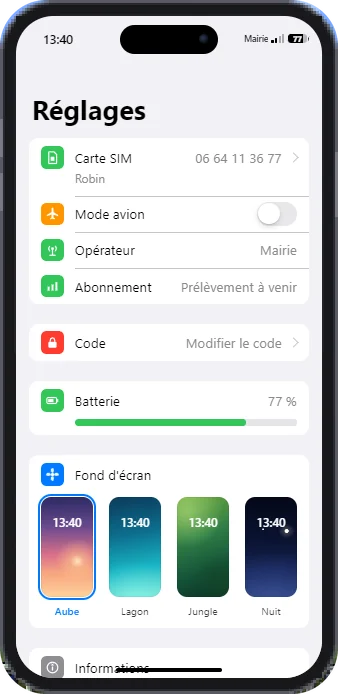 13:40
Mairie 77
Réglages
Carte SIM 06 64 11 36 77
Robin
Mode avion
Opérateur Mairie
Abonnement Prélèvement à venir
Code Modifier le code
Batterie 77 %
Fond d'écran
13:40 13:40 13:40 13:40
Aube Lagon Jungle Nuit
Informations